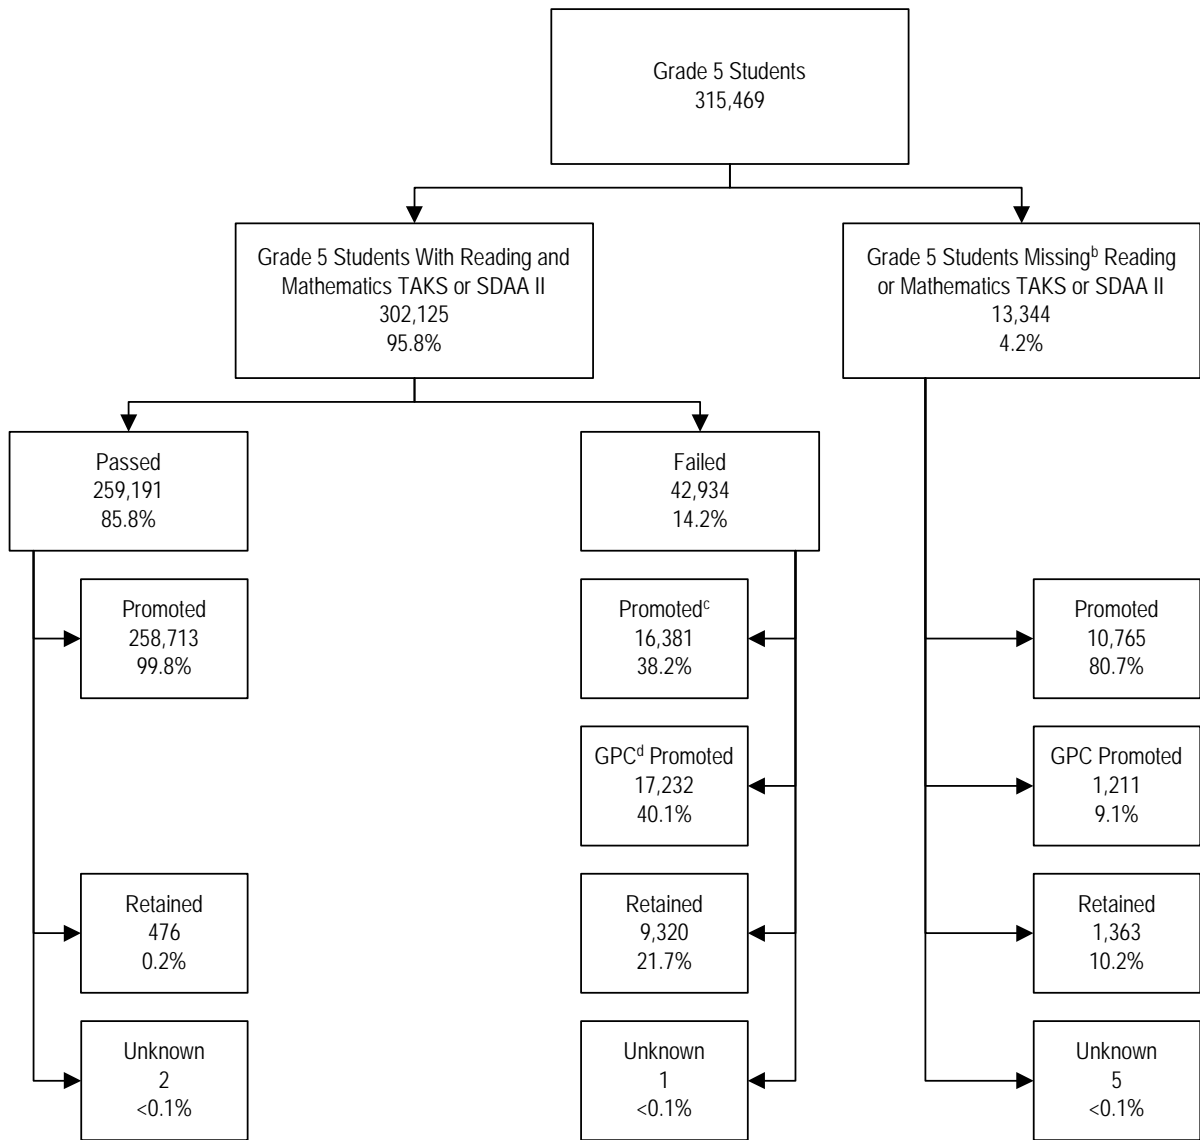 Grade 5 Students
315,469
Grade 5 Students With Reading and
Mathematics TAKS or SDAA II
302,125
95.8%
Grade 5 Students Missingᵇ Reading
or Mathematics TAKS or SDAA II
13,344
4.2%
Passed
259,191
85.8%
Failed
42,934
14.2%
Promoted
258,713
99.8%
Promotedᶜ
16,381
38.2%
Promoted
10,765
80.7%
GPCᵈ Promoted
17,232
40.1%
GPC Promoted
1,211
9.1%
Retained
476
0.2%
Retained
9,320
21.7%
Retained
1,363
10.2%
Unknown
2
<0.1%
Unknown
1
<0.1%
Unknown
5
<0.1%